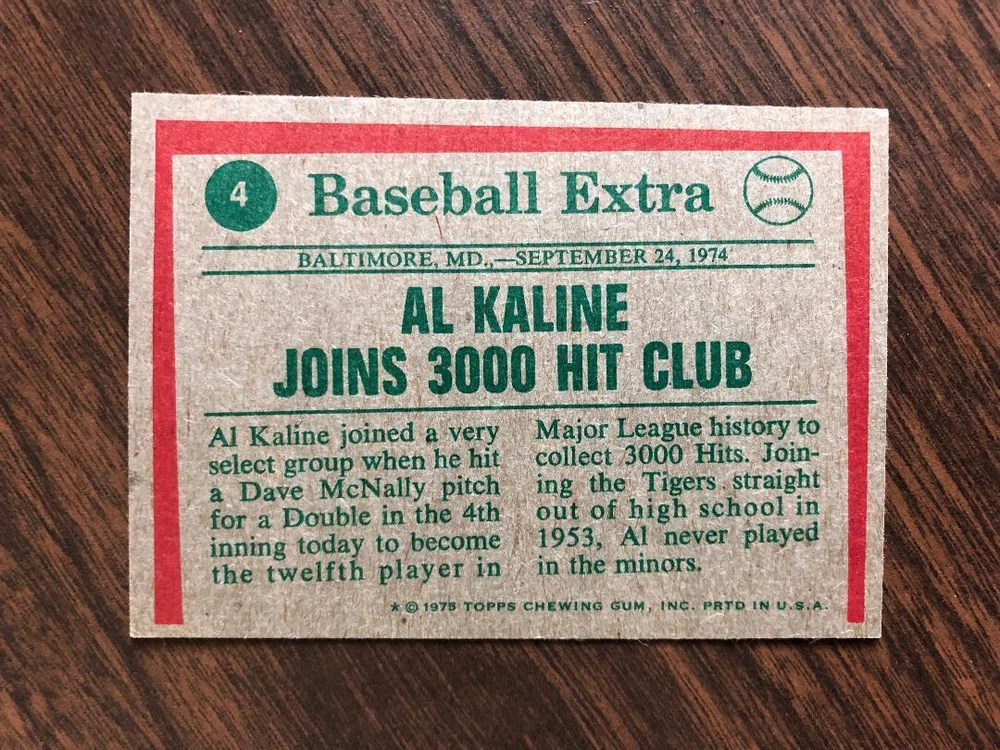 4 Baseball Extra
BALTIMORE, MD.,—SEPTEMBER 24, 1974
AL KALINE
JOINS 3000 HIT CLUB
Al Kaline joined a very
select group when he hit
a Dave McNally pitch
for a Double in the 4th
inning today to become
the twelfth player in
Major League history to
collect 3000 Hits. Join-
ing the Tigers straight
out of high school in
1953, Al never played
in the minors.
* © 1975 TOPPS CHEWING GUM, INC. PRTD IN U.S.A.